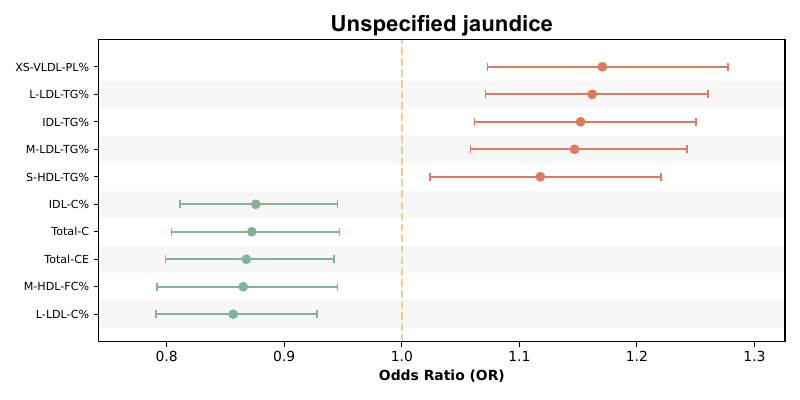 Unspecified jaundice
XS-VLDL-PL%
L-LDL-TG%
IDL-TG%
M-LDL-TG%
S-HDL-TG%
IDL-C%
Total-C
Total-CE
M-HDL-FC%
L-LDL-C%
0.8 0.9 1.0 1.1 1.2 1.3
Odds Ratio (OR)